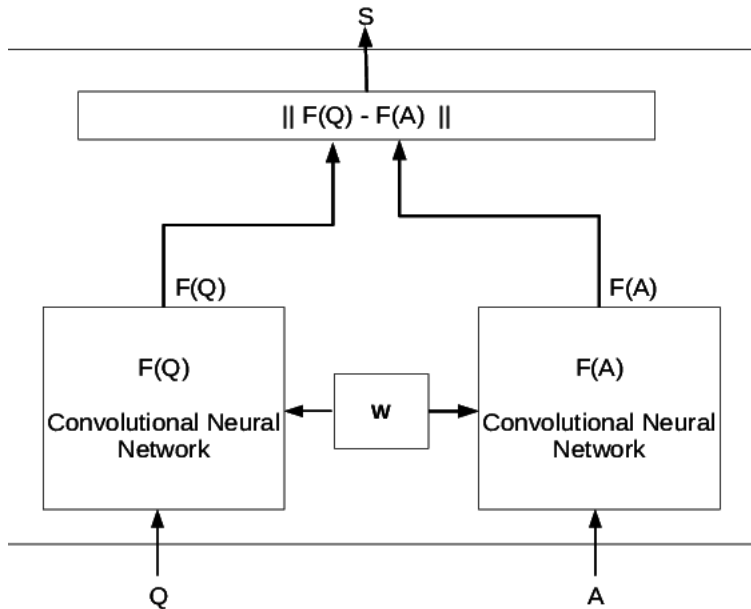 S
|| F(Q) - F(A) ||
F(Q)
F(A)
F(Q)
Convolutional Neural
Network
W
F(A)
Convolutional Neural
Network
Q
A